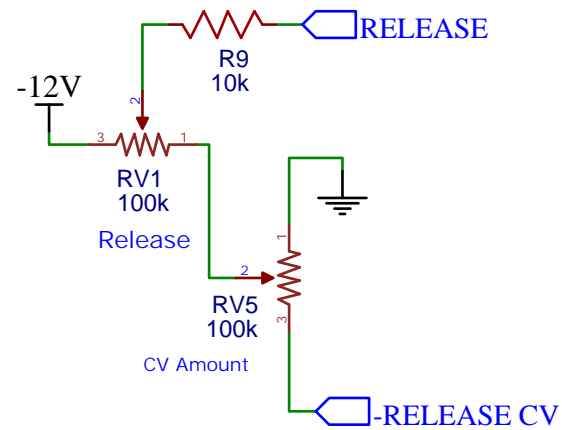 RELEASE
R9
10k
-12V
2
3
1
RV1
100k
Release
1
2
RV5
100k
3
CV Amount
-RELEASE CV